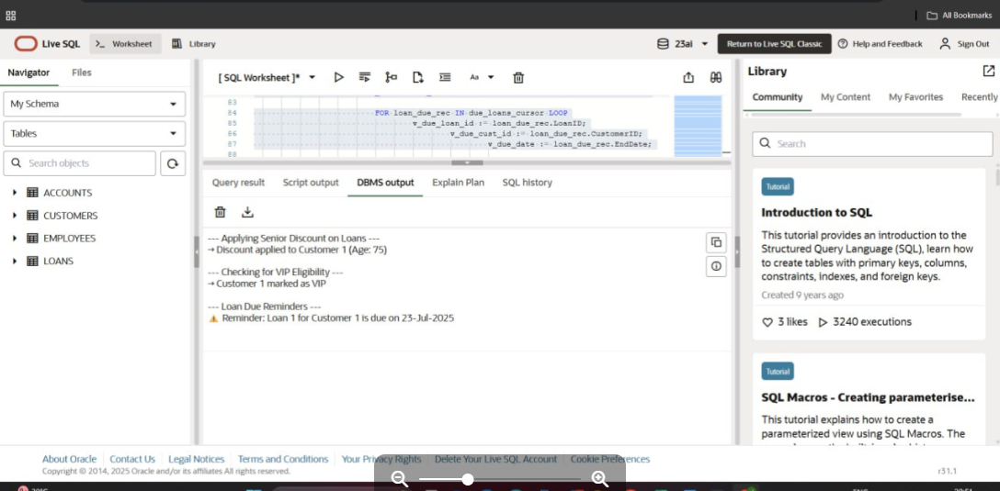 All Bookmarks
Live SQL
Worksheet
Library
23ai
Return to Live SQL Classic
Help and Feedback
Sign Out
Navigator
Files
My Schema
Tables
Search objects
ACCOUNTS
CUSTOMERS
EMPLOYEES
LOANS
[ SQL Worksheet ]*
Aa
83
84 FOR loan_due_rec IN due_loans_cursor LOOP
85 v_due_loan_id := loan_due_rec.LoanID;
86 v_due_cust_id := loan_due_rec.CustomerID;
87 v_due_date := loan_due_rec.EndDate;
88
Query result
Script output
DBMS output
Explain Plan
SQL history
--- Applying Senior Discount on Loans ---
→ Discount applied to Customer 1 (Age: 75)
--- Checking for VIP Eligibility ---
→ Customer 1 marked as VIP
--- Loan Due Reminders ---
⚠ Reminder: Loan 1 for Customer 1 is due on 23-Jul-2025
Library
Community
My Content
My Favorites
Recently
Search
Tutorial
Introduction to SQL
This tutorial provides an introduction to the
Structured Query Language (SQL), learn how
to create tables with primary keys, columns,
constraints, indexes, and foreign keys.
Created 9 years ago
3 likes
3240 executions
Tutorial
SQL Macros - Creating parameterise...
This tutorial explains how to create a
parameterized view using SQL Macros. The
About Oracle
Contact Us
Legal Notices
Terms and Conditions
Your Privacy Rights
Delete Your Live SQL Account
Cookie Preferences
Copyright © 2014, 2025 Oracle and/or its affiliates All rights reserved.
r31.1